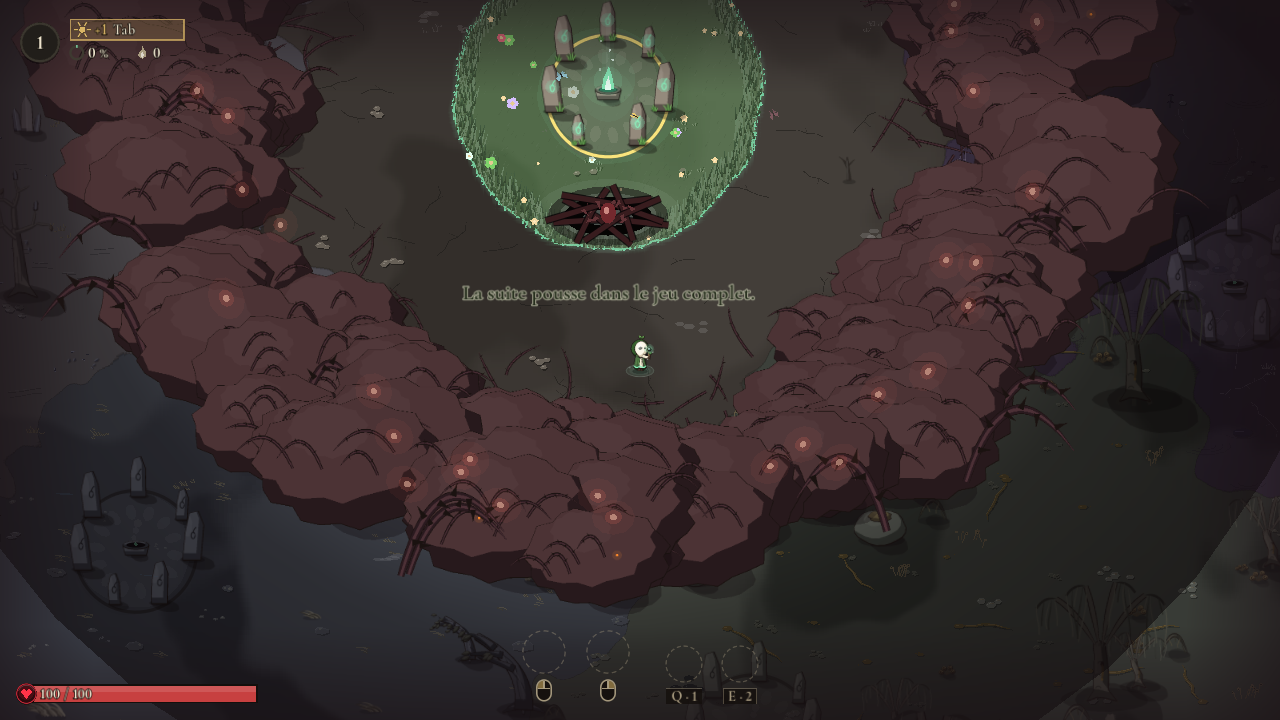 1
+1 Tab
0 %
0
La suite pousse dans le jeu complet.
Q · 1
E · 2
100 / 100